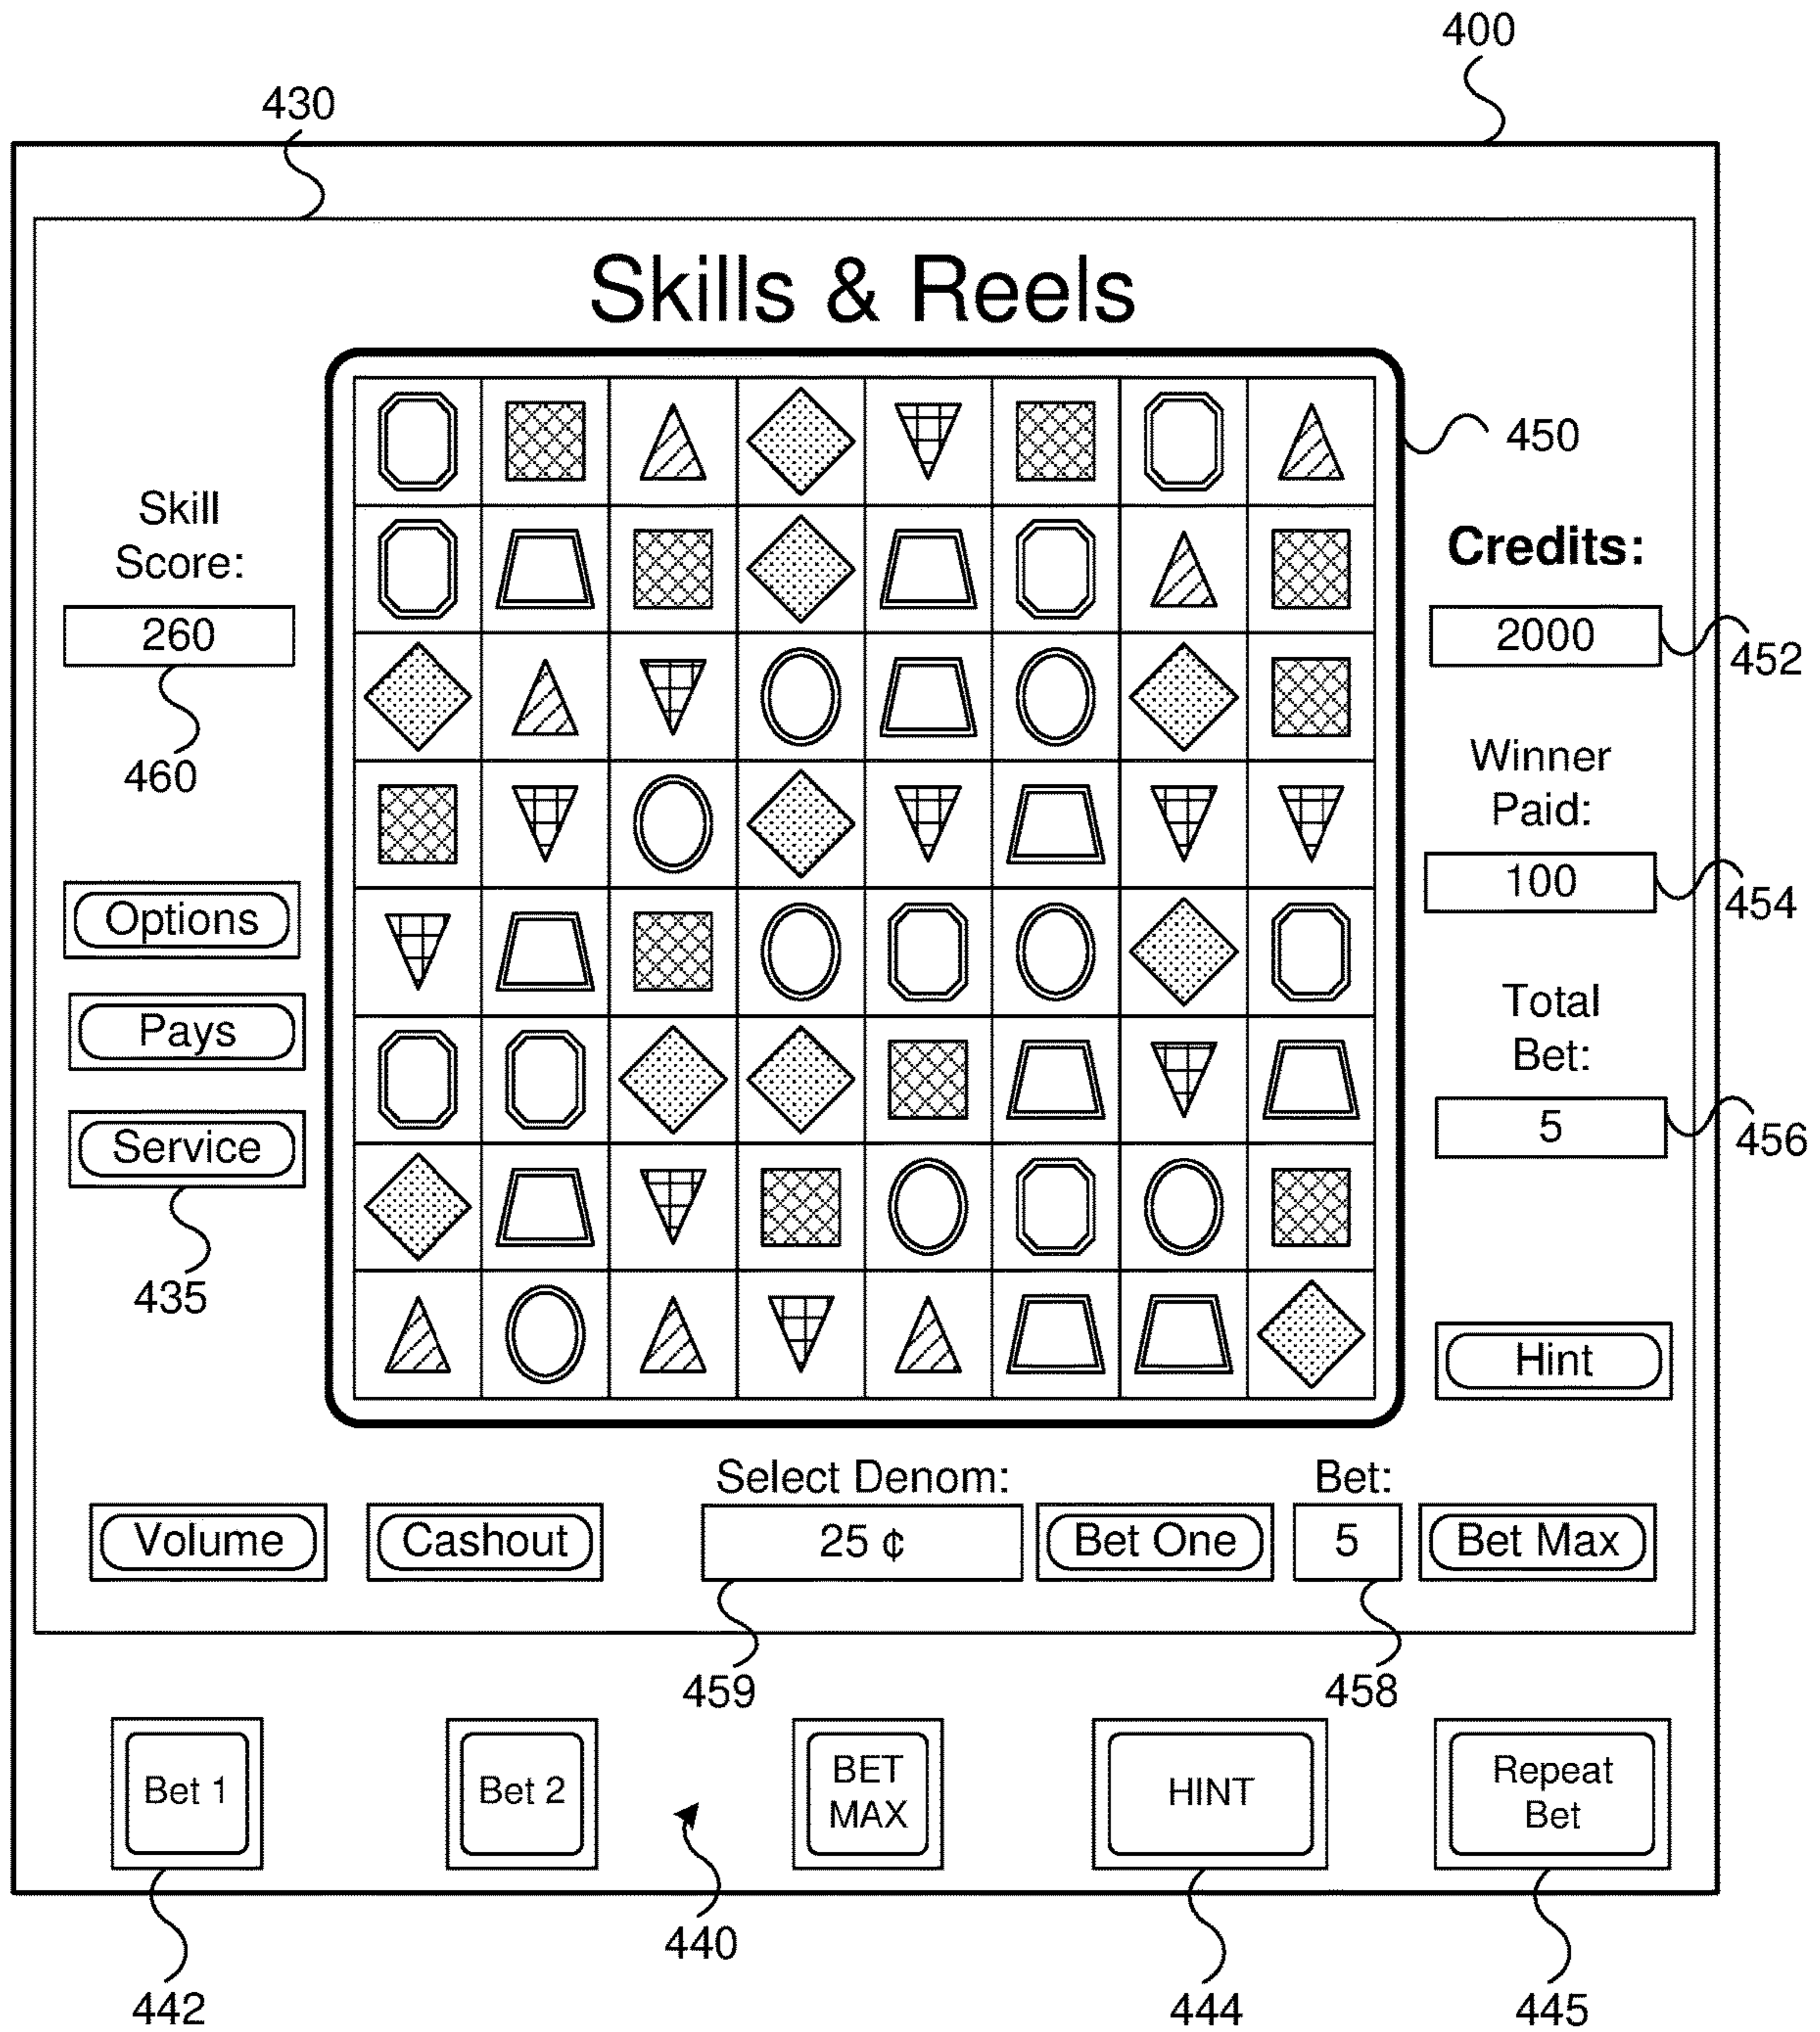 400
430
Skills & Reels
450
Skill
Score:
260
460
Credits:
2000
452
Winner
Paid:
100
454
Options
Pays
Service
435
Total
Bet:
5
456
Hint
Select Denom:
Bet:
Volume
Cashout
25 ¢
Bet One
5
Bet Max
459
458
Bet 1
Bet 2
BET
MAX
HINT
Repeat
Bet
440
442
444
445